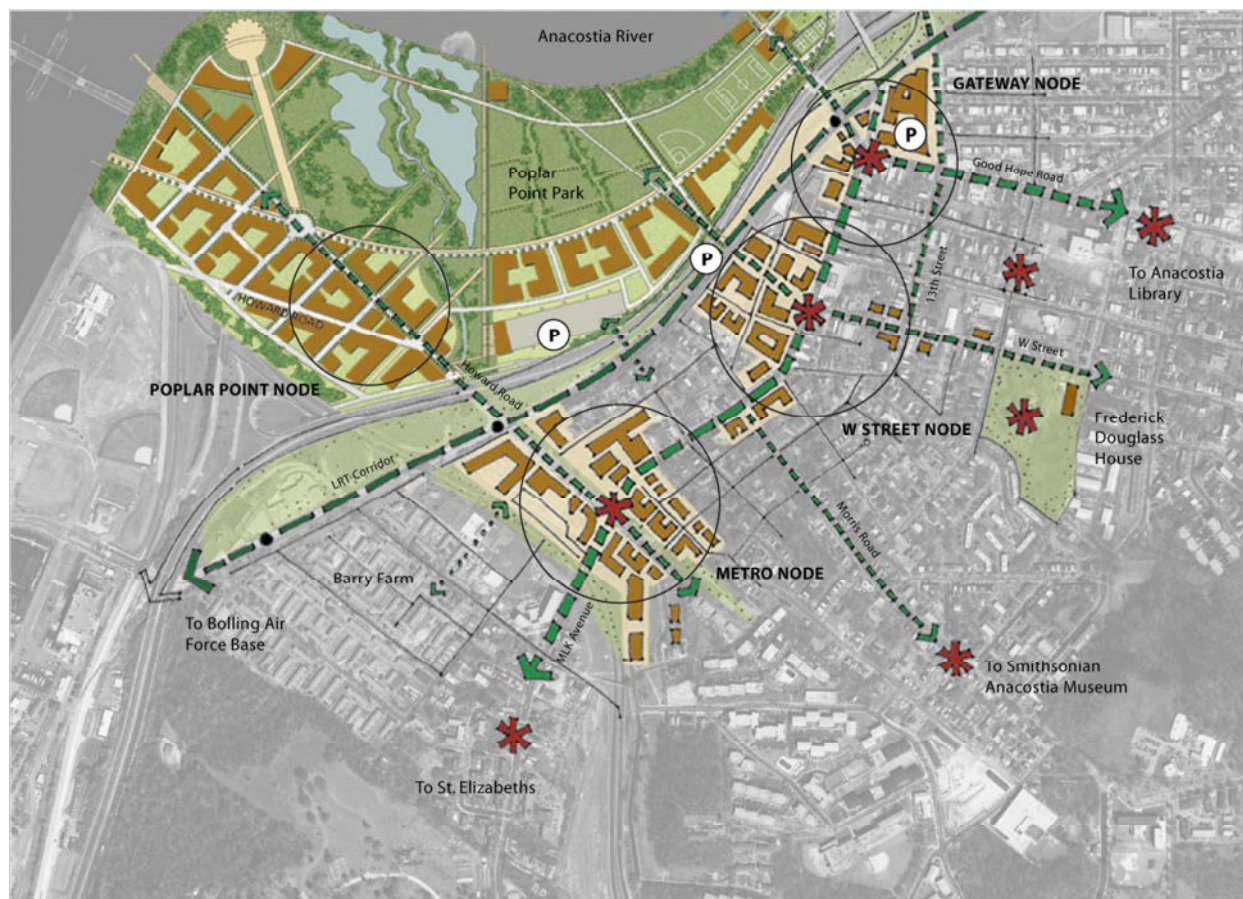 Anacostia River
GATEWAY NODE
P
Good Hope Road
Poplar
Point Park
To Anacostia
Library
13th Street
P
HOWARD ROAD
P
W Street
POPLAR POINT NODE
Howard Road
W STREET NODE
Frederick
Douglass
House
LRT Corridor
Morris Road
Barry Farm
METRO NODE
To Bolling Air
Force Base
MLK Avenue
To Smithsonian
Anacostia Museum
To St. Elizabeths